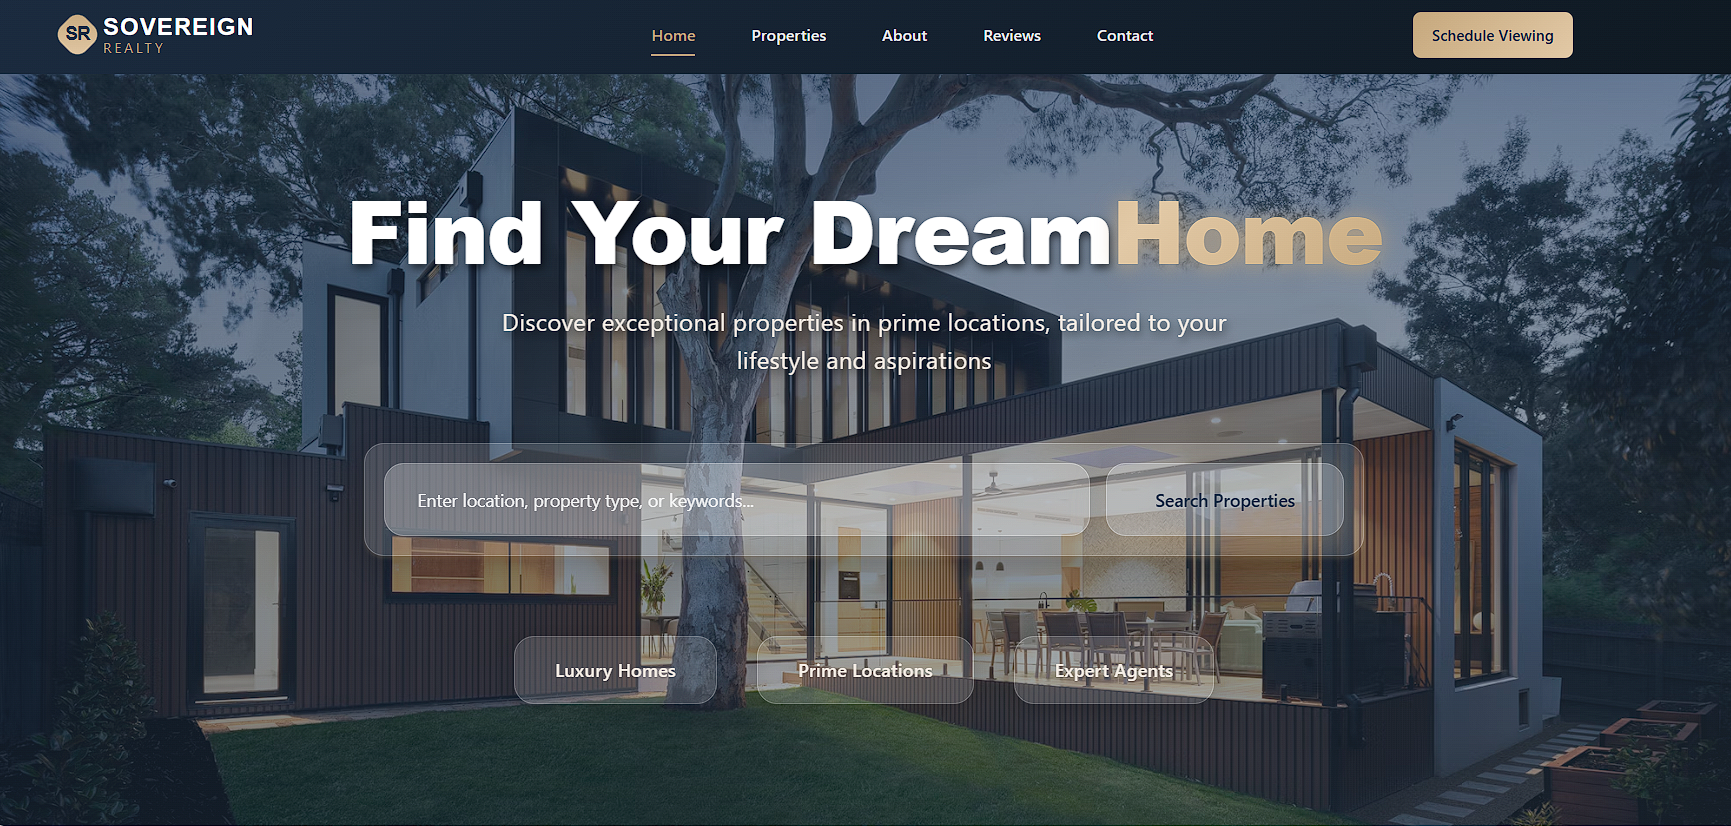 SR
SOVEREIGN
REALTY
Home
Properties
About
Reviews
Contact
Schedule Viewing
Find Your DreamHome
Discover exceptional properties in prime locations, tailored to your
lifestyle and aspirations
Enter location, property type, or keywords...
Search Properties
Luxury Homes
Prime Locations
Expert Agents